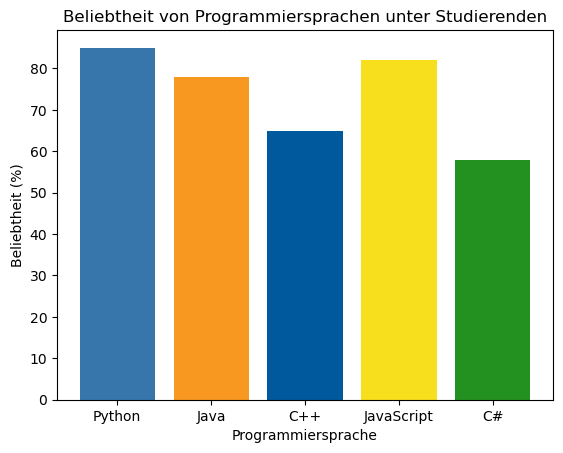 Beliebtheit von Programmiersprachen unter Studierenden
Beliebtheit (%)
80
70
60
50
40
30
20
10
0
Python Java C++ JavaScript C#
Programmiersprache